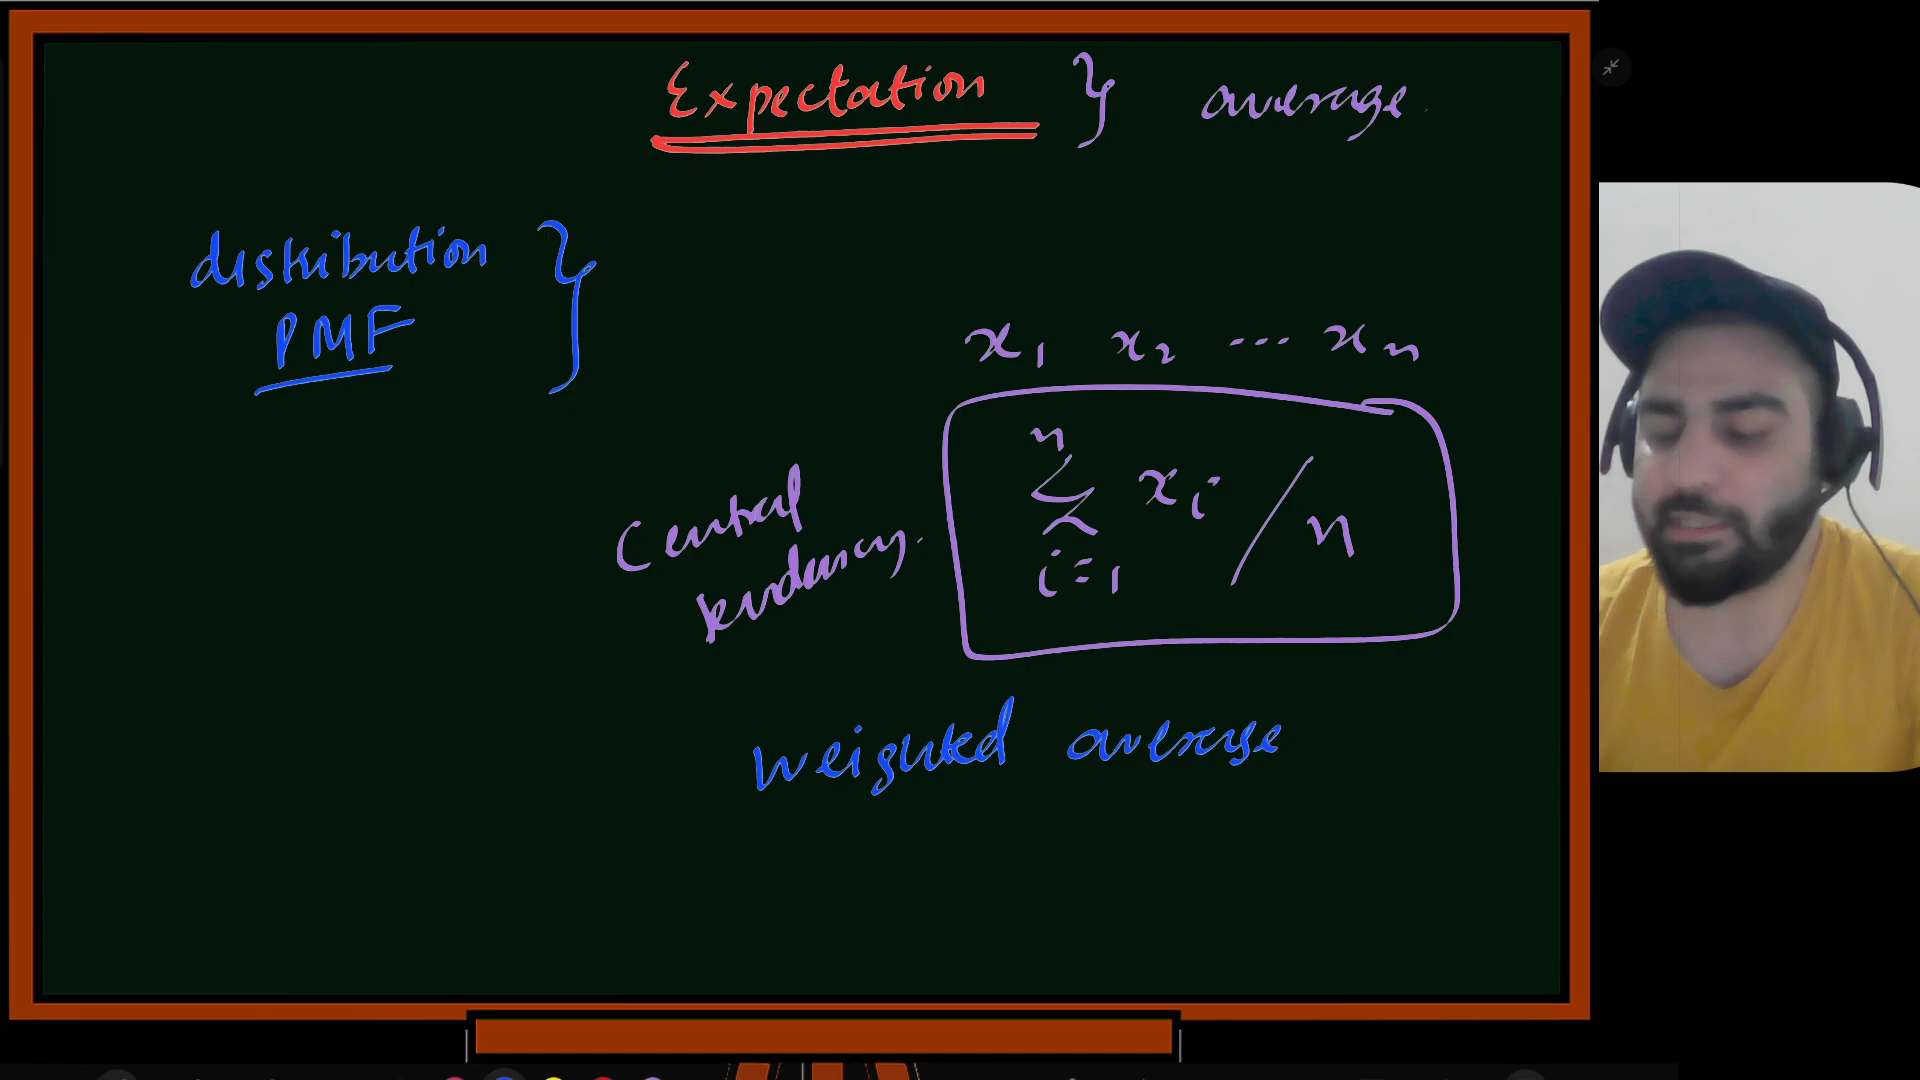 Expectation } average.
distribution }
PMF
x₁ x₂ ... xₙ
n
∑ xᵢ / n
i=1
Central
tendency.
weighted average